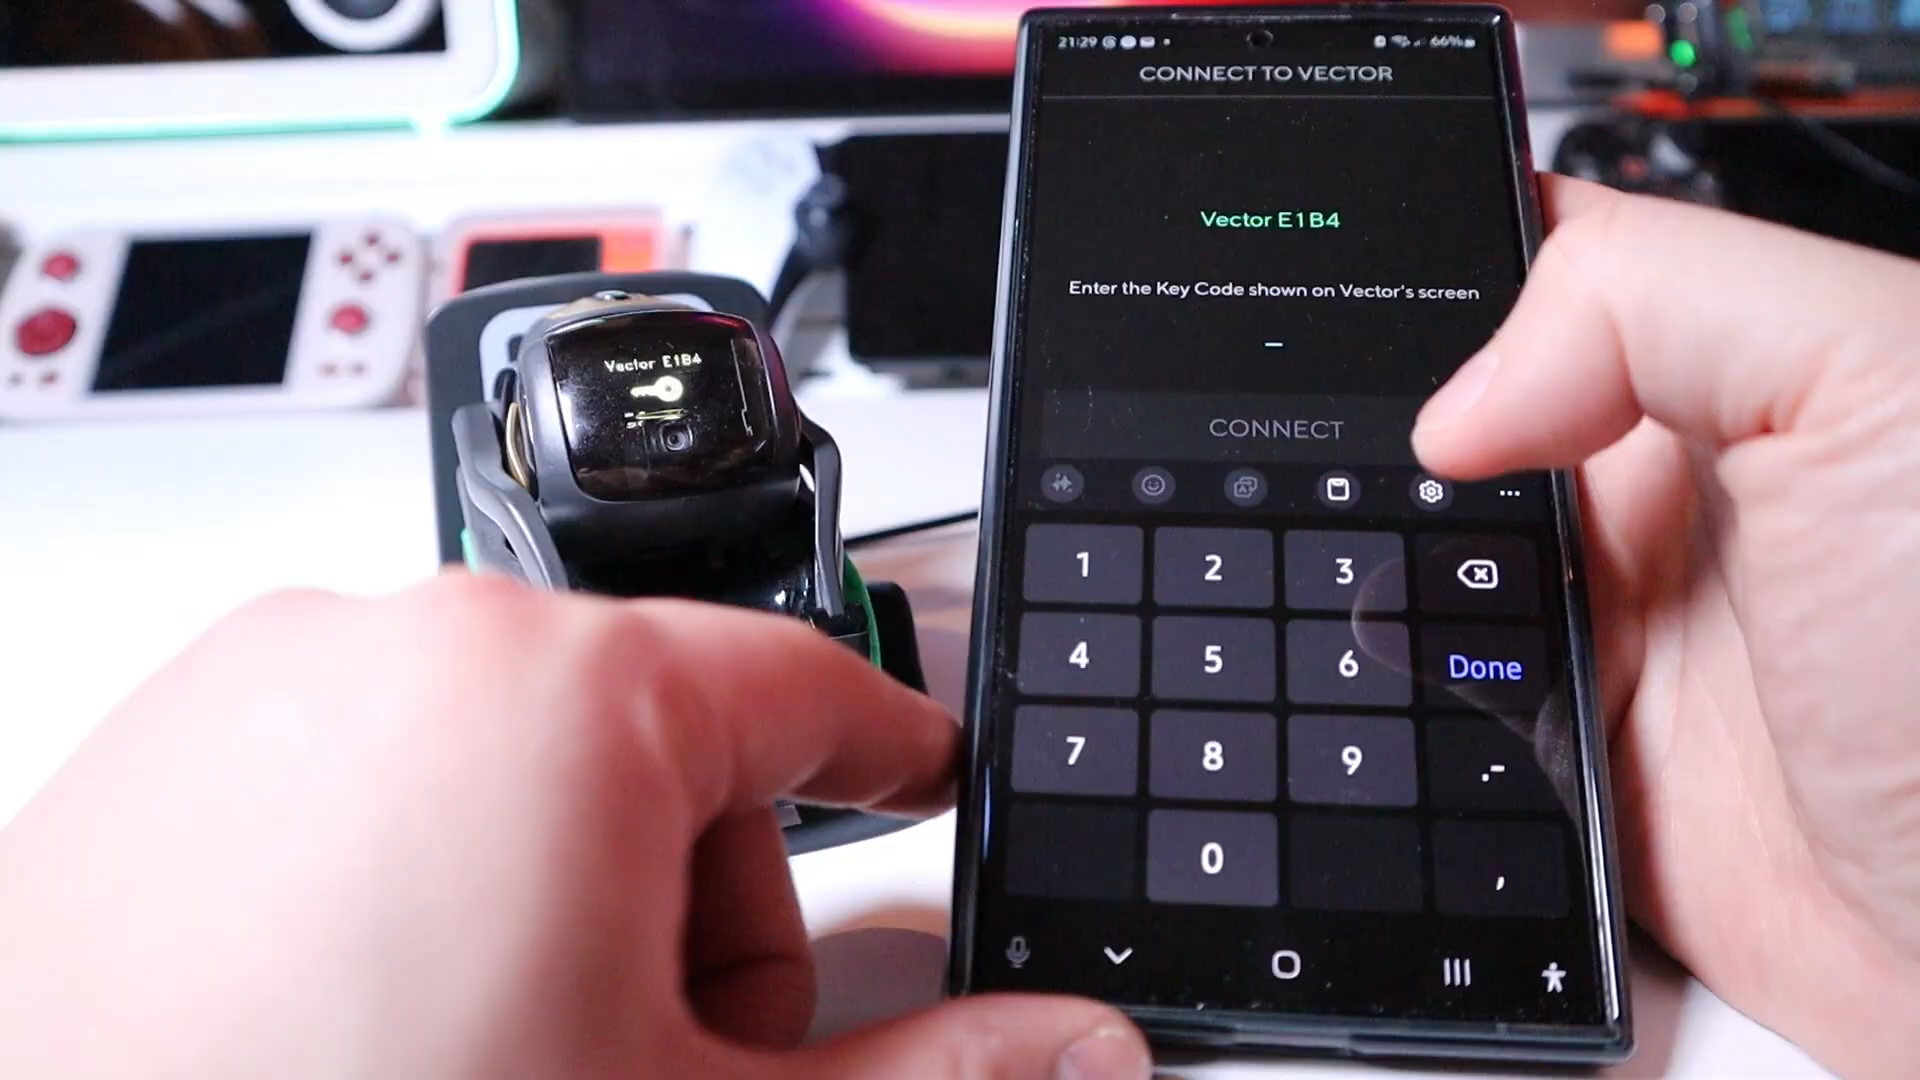 21:29
66%
CONNECT TO VECTOR
Vector E1B4
Enter the Key Code shown on Vector's screen
CONNECT
1 2 3
4 5 6 Done
7 8 9 .-
0 ,
Vector E1B4